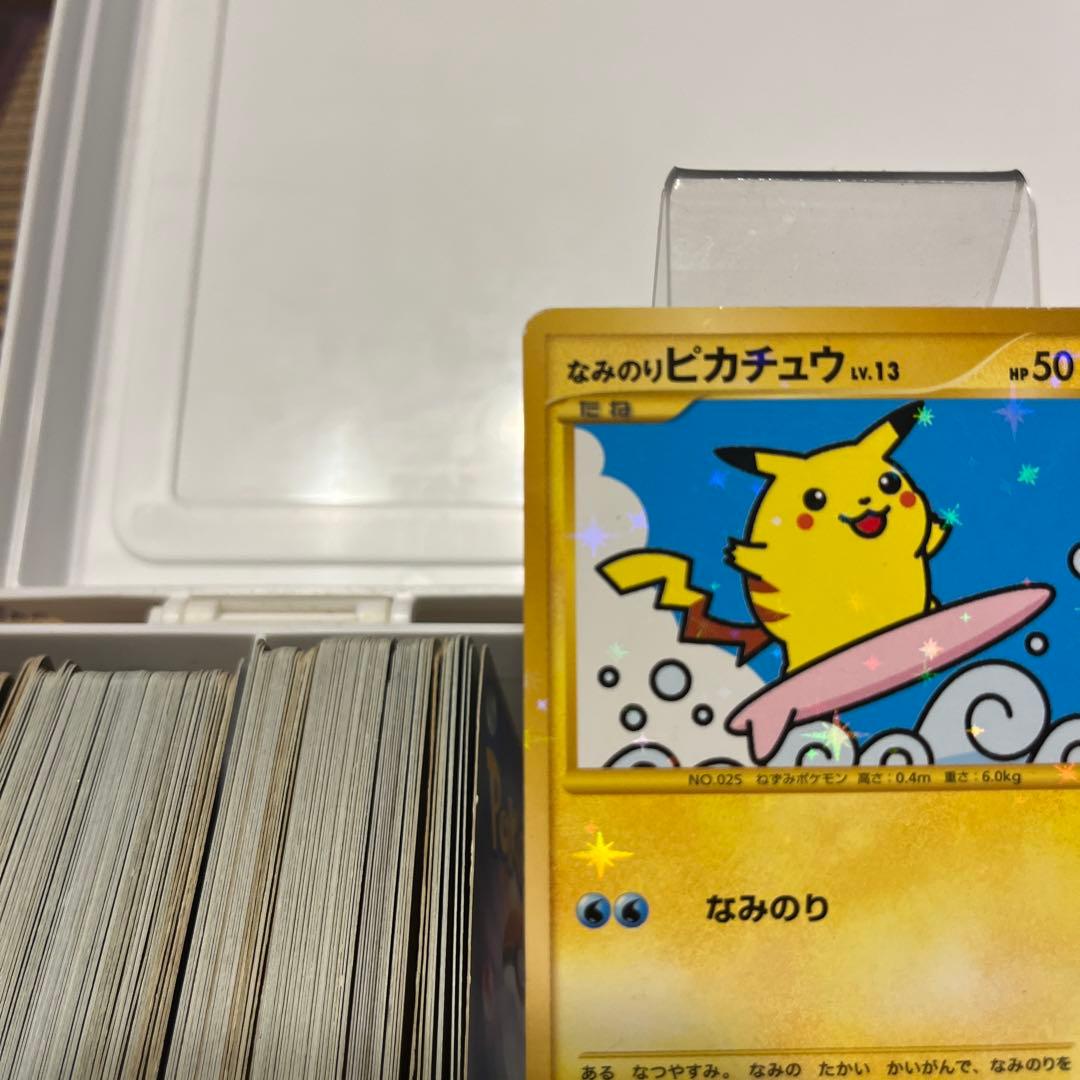 なみのりピカチュウ LV.13 HP 50
たね
NO.025 ねずみポケモン 高さ：0.4m 重さ：6.0kg
なみのり
ある なつやすみ。 なみの たかい かいがんで、なみのりを